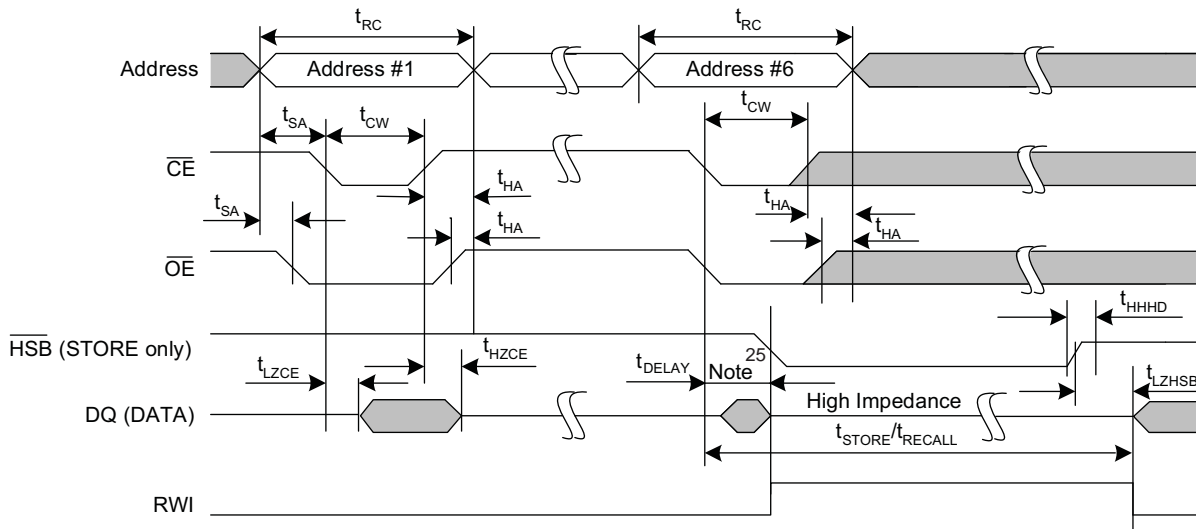 tRC tRC
Address Address #1 Address #6
tCW
tSA tCW
CE
tHA tHA
tSA tHA tHA
OE
tHHHD
HSB (STORE only)
25
tLZCE tHZCE tDELAY Note tLZHSB
DQ (DATA) High Impedance
tSTORE/tRECALL
RWI